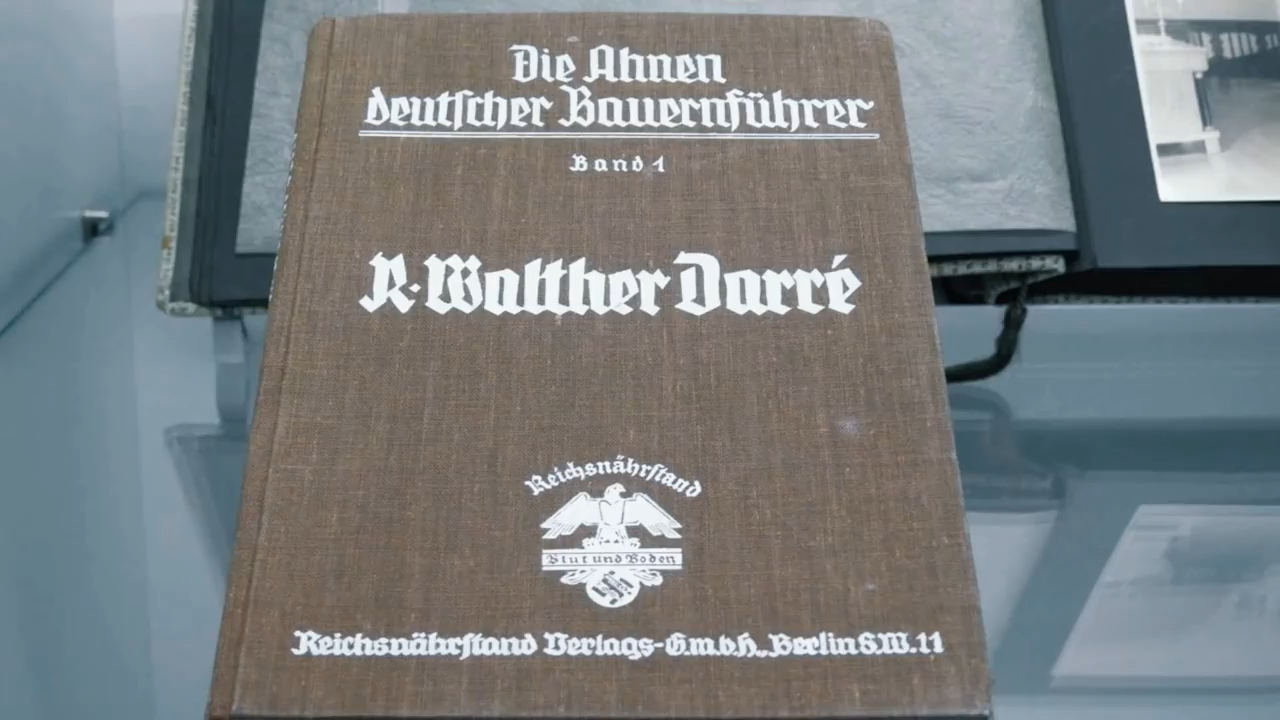 Die Ahnen
deutscher Bauernführer
Band 1
R. Walther Darré
Reichsnährstand
Blut und Boden
Reichsnährstand Verlags-G.m.b.H., Berlin S.W. 11